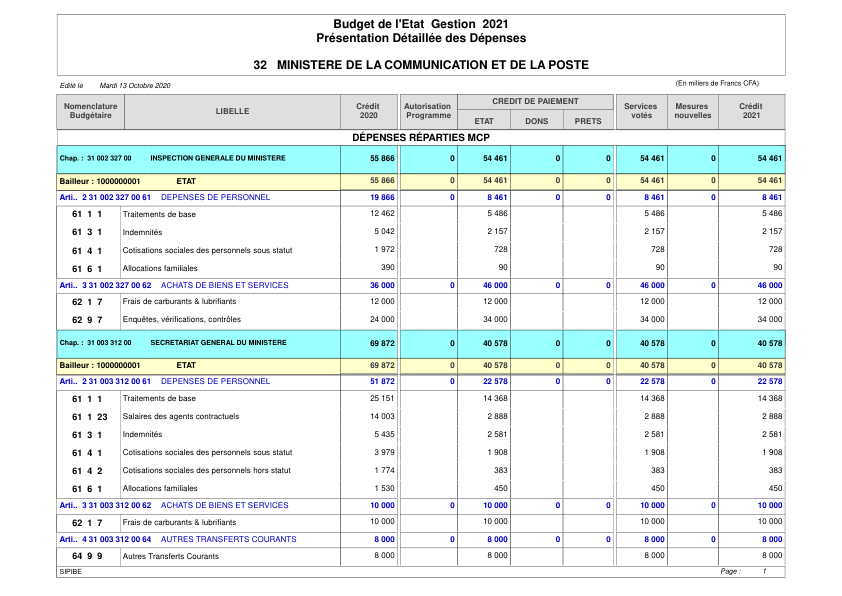 Budget de l'Etat Gestion 2021
Présentation Détaillée des Dépenses
32 MINISTERE DE LA COMMUNICATION ET DE LA POSTE
Edité le Mardi 13 Octobre 2020 (En miliers de Francs CFA)
Nomenclature Budgétaire LIBELLE Crédit 2020 Autorisation Programme CREDIT DE PAIEMENT ETAT DONS PRETS Services votés Mesures nouvelles Crédit 2021
DÉPENSES RÉPARTIES MCP
Chap. : 31 002 327 00 INSPECTION GENERALE DU MINISTERE 55 866 0 54 461 0 0 54 461 0 54 461
Bailleur : 1000000001 ETAT 55 866 0 54 461 0 0 54 461 0 54 461
Arti.. 2 31 002 327 00 61 DEPENSES DE PERSONNEL 19 866 0 8 461 0 0 8 461 0 8 461
61 1 1 Traitements de base 12 462 5 486 5 486 5 486
61 3 1 Indemnités 5 042 2 157 2 157 2 157
61 4 1 Cotisations sociales des personnels sous statut 1 972 728 728 728
61 6 1 Allocations familiales 390 90 90 90
Arti.. 3 31 002 327 00 62 ACHATS DE BIENS ET SERVICES 36 000 0 46 000 0 0 46 000 0 46 000
62 1 7 Frais de carburants & lubrifiants 12 000 12 000 12 000 12 000
62 9 7 Enquêtes, vérifications, contrôles 24 000 34 000 34 000 34 000
Chap. : 31 003 312 00 SECRETARIAT GENERAL DU MINISTERE 69 872 0 40 578 0 0 40 578 0 40 578
Bailleur : 1000000001 ETAT 69 872 0 40 578 0 0 40 578 0 40 578
Arti.. 2 31 003 312 00 61 DEPENSES DE PERSONNEL 51 872 0 22 578 0 0 22 578 0 22 578
61 1 1 Traitements de base 25 151 14 368 14 368 14 368
61 1 23 Salaires des agents contractuels 14 003 2 888 2 888 2 888
61 3 1 Indemnités 5 435 2 581 2 581 2 581
61 4 1 Cotisations sociales des personnels sous statut 3 979 1 908 1 908 1 908
61 4 2 Cotisations sociales des personnels hors statut 1 774 383 383 383
61 6 1 Allocations familiales 1 530 450 450 450
Arti.. 3 31 003 312 00 62 ACHATS DE BIENS ET SERVICES 10 000 0 10 000 0 0 10 000 0 10 000
62 1 7 Frais de carburants & lubrifiants 10 000 10 000 10 000 10 000
Arti.. 4 31 003 312 00 64 AUTRES TRANSFERTS COURANTS 8 000 0 8 000 0 0 8 000 0 8 000
64 9 9 Autres Transferts Courants 8 000 8 000 8 000 8 000
SIPIBE Page : 1